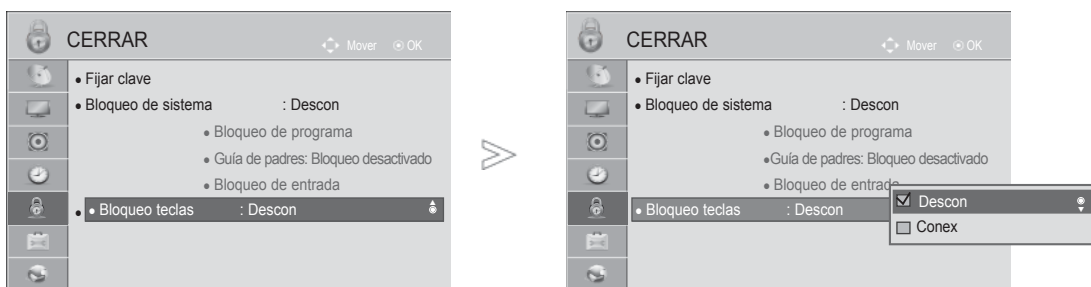 CERRAR
Mover OK
• Fijar clave
• Bloqueo de sistema : Descon
• Bloqueo de programa
• Guía de padres: Bloqueo desactivado
• Bloqueo de entrada
• • Bloqueo teclas : Descon
CERRAR
Mover OK
• Fijar clave
• Bloqueo de sistema : Descon
• Bloqueo de programa
•Guía de padres: Bloqueo desactivado
• Bloqueo de entrada
• Bloqueo teclas : Descon
Descon
Conex